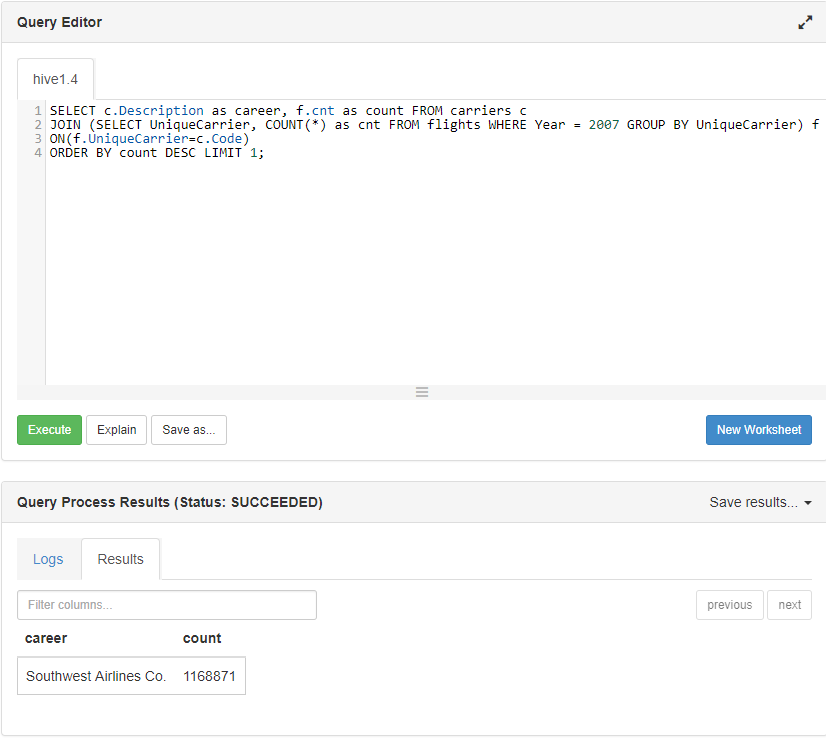 Query Editor
hive1.4
1 SELECT c.Description as career, f.cnt as count FROM carriers c
2 JOIN (SELECT UniqueCarrier, COUNT(*) as cnt FROM flights WHERE Year = 2007 GROUP BY UniqueCarrier) f
3 ON(f.UniqueCarrier=c.Code)
4 ORDER BY count DESC LIMIT 1;
Execute Explain Save as... New Worksheet
Query Process Results (Status: SUCCEEDED) Save results...
Logs Results
Filter columns... previous next
career count
Southwest Airlines Co. 1168871